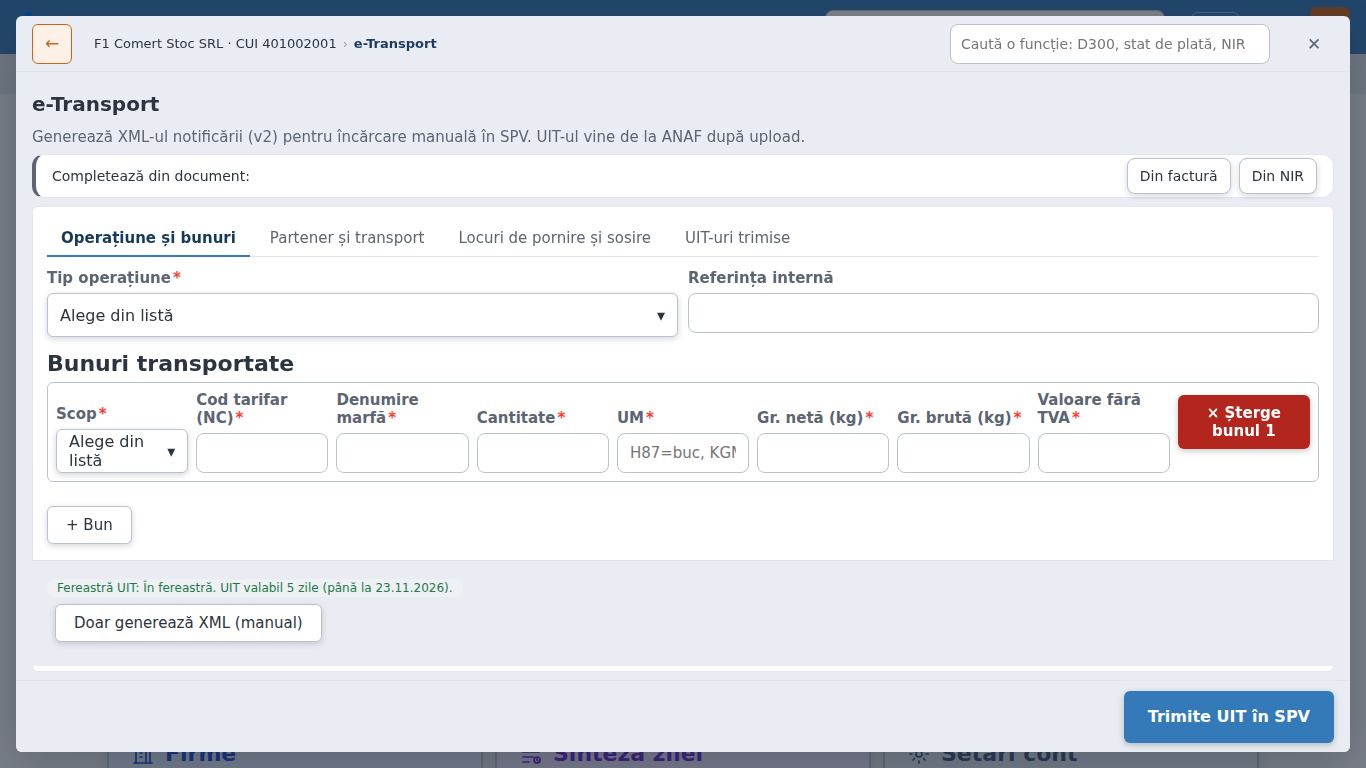 ←
F1 Comert Stoc SRL · CUI 401002001 › e-Transport
Caută o funcție: D300, stat de plată, NIR
✕
e-Transport
Generează XML-ul notificării (v2) pentru încărcare manuală în SPV. UIT-ul vine de la ANAF după upload.
Completează din document:
Din factură
Din NIR
Operațiune și bunuri
Partener și transport
Locuri de pornire și sosire
UIT-uri trimise
Tip operațiune*
Referința internă
Alege din listă ▼
Bunuri transportate
Scop*
Cod tarifar
(NC)*
Denumire
marfă*
Cantitate*
UM*
Gr. netă (kg)*
Gr. brută (kg)*
Valoare fără
TVA*
× Șterge
bunul 1
Alege din
listă ▼
H87=buc, KGM
+ Bun
Fereastră UIT: În fereastră. UIT valabil 5 zile (până la 23.11.2026).
Doar generează XML (manual)
Trimite UIT în SPV
Firme
Sinteza zilei
Setări cont